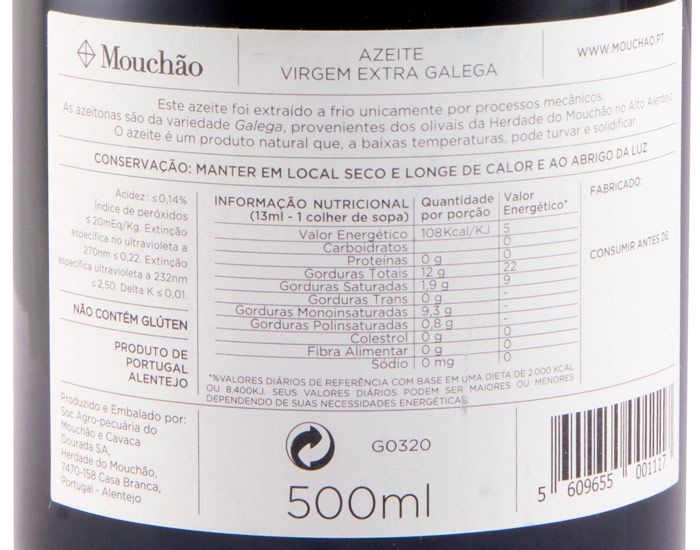 Mouchão
AZEITE
VIRGEM EXTRA GALEGA
WWW.MOUCHAO.PT
Este azeite foi extraído a frio unicamente por processos mecânicos.
As azeitonas são da variedade Galega, provenientes dos olivais da Herdade do Mouchão no Alto Alentejo.
O azeite é um produto natural que, a baixas temperaturas, pode turvar e solidificar.
CONSERVAÇÃO: MANTER EM LOCAL SECO E LONGE DE CALOR E AO ABRIGO DA LUZ
Acidez: ≤0,14%
Índice de peróxidos
≤ 20mEq/Kg. Extinção
específica no ultravioleta a
270nm ≤ 0,22. Extinção
específica ultravioleta a 232nm
≤ 2,50. Delta K ≤ 0,01.
NÃO CONTÉM GLÚTEN
PRODUTO DE
PORTUGAL
ALENTEJO
INFORMAÇÃO NUTRICIONAL Quantidade Valor
(13ml - 1 colher de sopa) por porção Energético*
Valor Energético 108Kcal/KJ 5
Carboidratos 0
Proteínas 0 g 0
Gorduras Totais 12 g 22
Gorduras Saturadas 1,9 g 9
Gorduras Trans 0 g -
Gorduras Monoinsaturadas 9,3 g -
Gorduras Polinsaturadas 0,8 g -
Colestrol 0 g 0
Fibra Alimentar 0 g 0
Sódio 0 mg 0
*%VALORES DIÁRIOS DE REFERÊNCIA COM BASE EM UMA DIETA DE 2.000 KCAL
OU 8.400KJ. SEUS VALORES DIÁRIOS PODEM SER MAIORES OU MENORES
DEPENDENDO DE SUAS NECESSIDADES ENERGÉTICAS.
FABRICADO:
CONSUMIR ANTES DE
Produzido e Embalado por:
Soc Agro-pecuária do
Mouchão e Cavaca
Dourada SA,
Herdade do Mouchão,
7470-158 Casa Branca,
Portugal - Alentejo
G0320
500ml
5 609655 001117